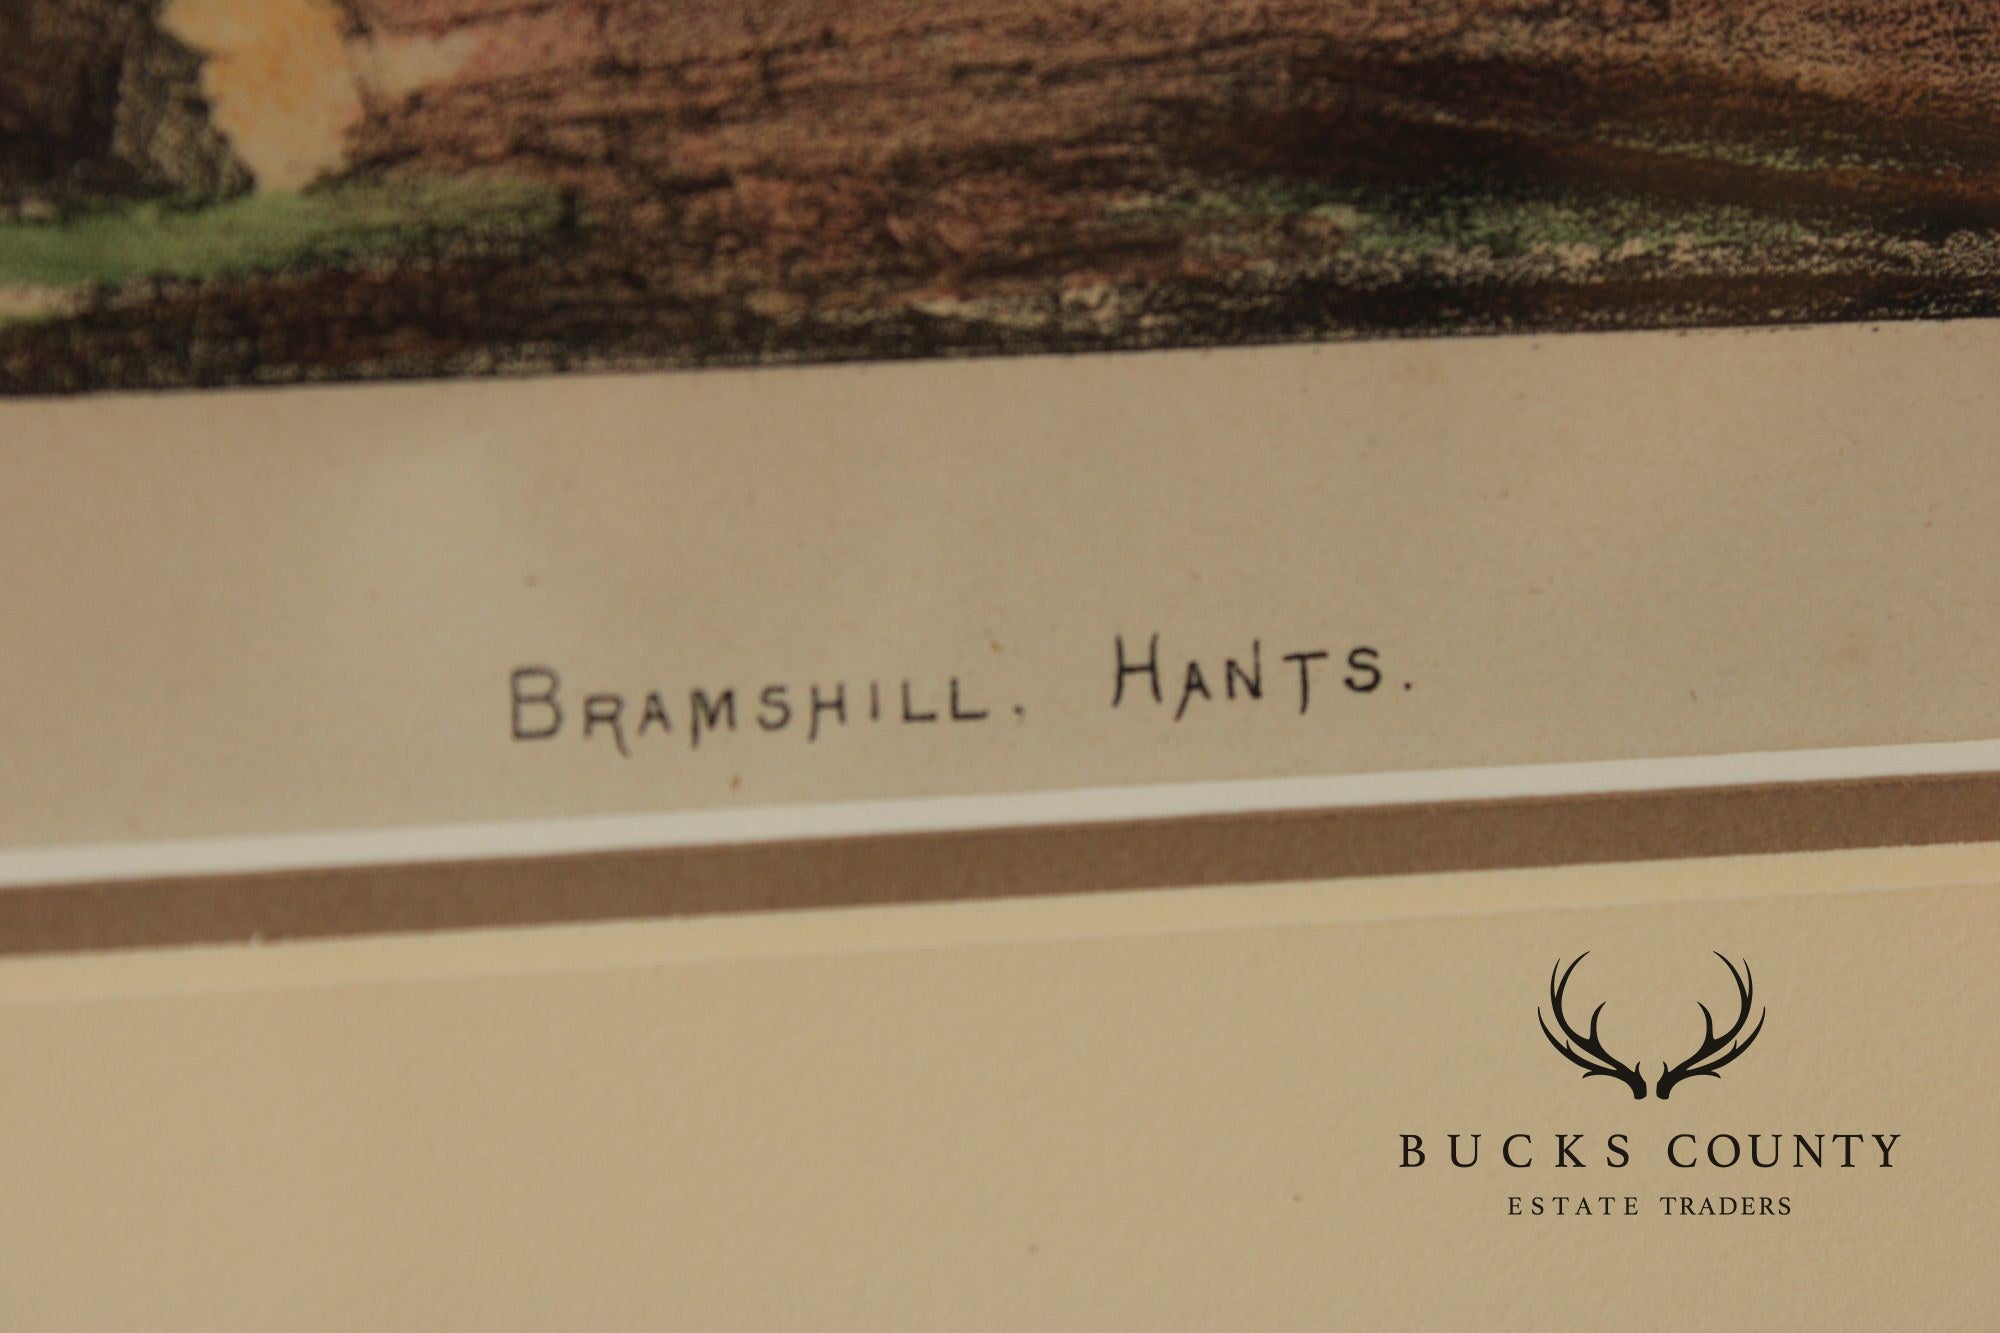 BRAMSHILL. HANTS.
BUCKS COUNTY
ESTATE TRADERS